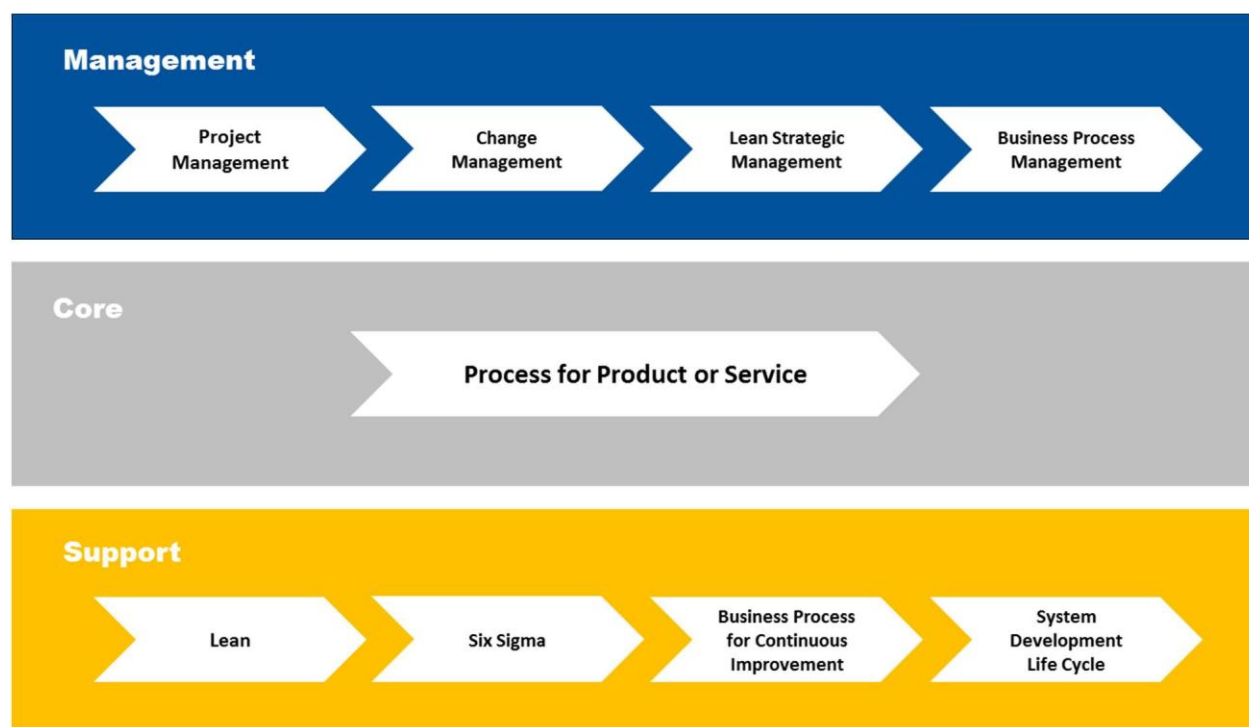 Management
Project
Management
Change
Management
Lean Strategic
Management
Business Process
Management
Core
Process for Product or Service
Support
Lean
Six Sigma
Business Process
for Continuous
Improvement
System
Development
Life Cycle